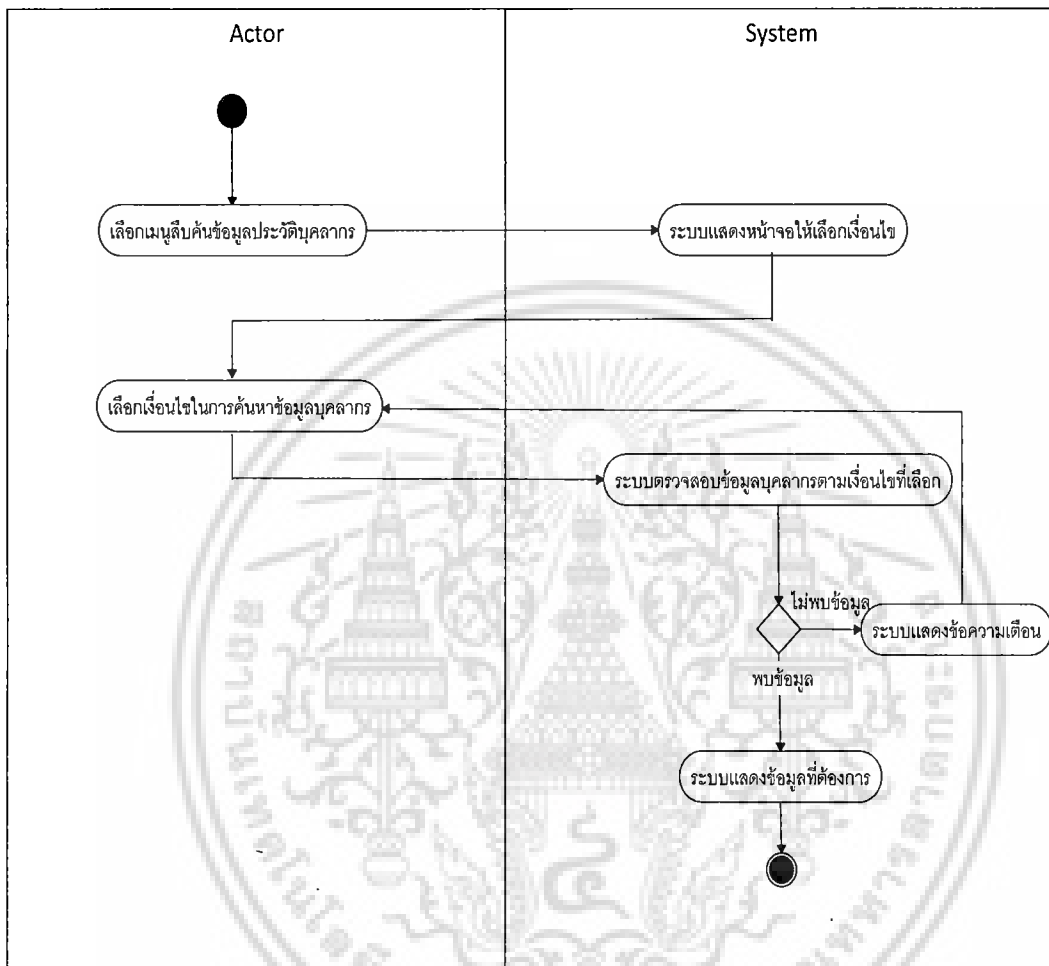 Actor
System
เลือกเมนูสืบค้นข้อมูลประวัติบุคลากร
ระบบแสดงหน้าจอให้เลือกเงื่อนไข
เลือกเงื่อนไขในการค้นหาข้อมูลบุคลากร
ระบบตรวจสอบข้อมูลบุคลากรตามเงื่อนไขที่เลือก
ไม่พบข้อมูล
ระบบแสดงข้อความเตือน
พบข้อมูล
ระบบแสดงข้อมูลที่ต้องการ